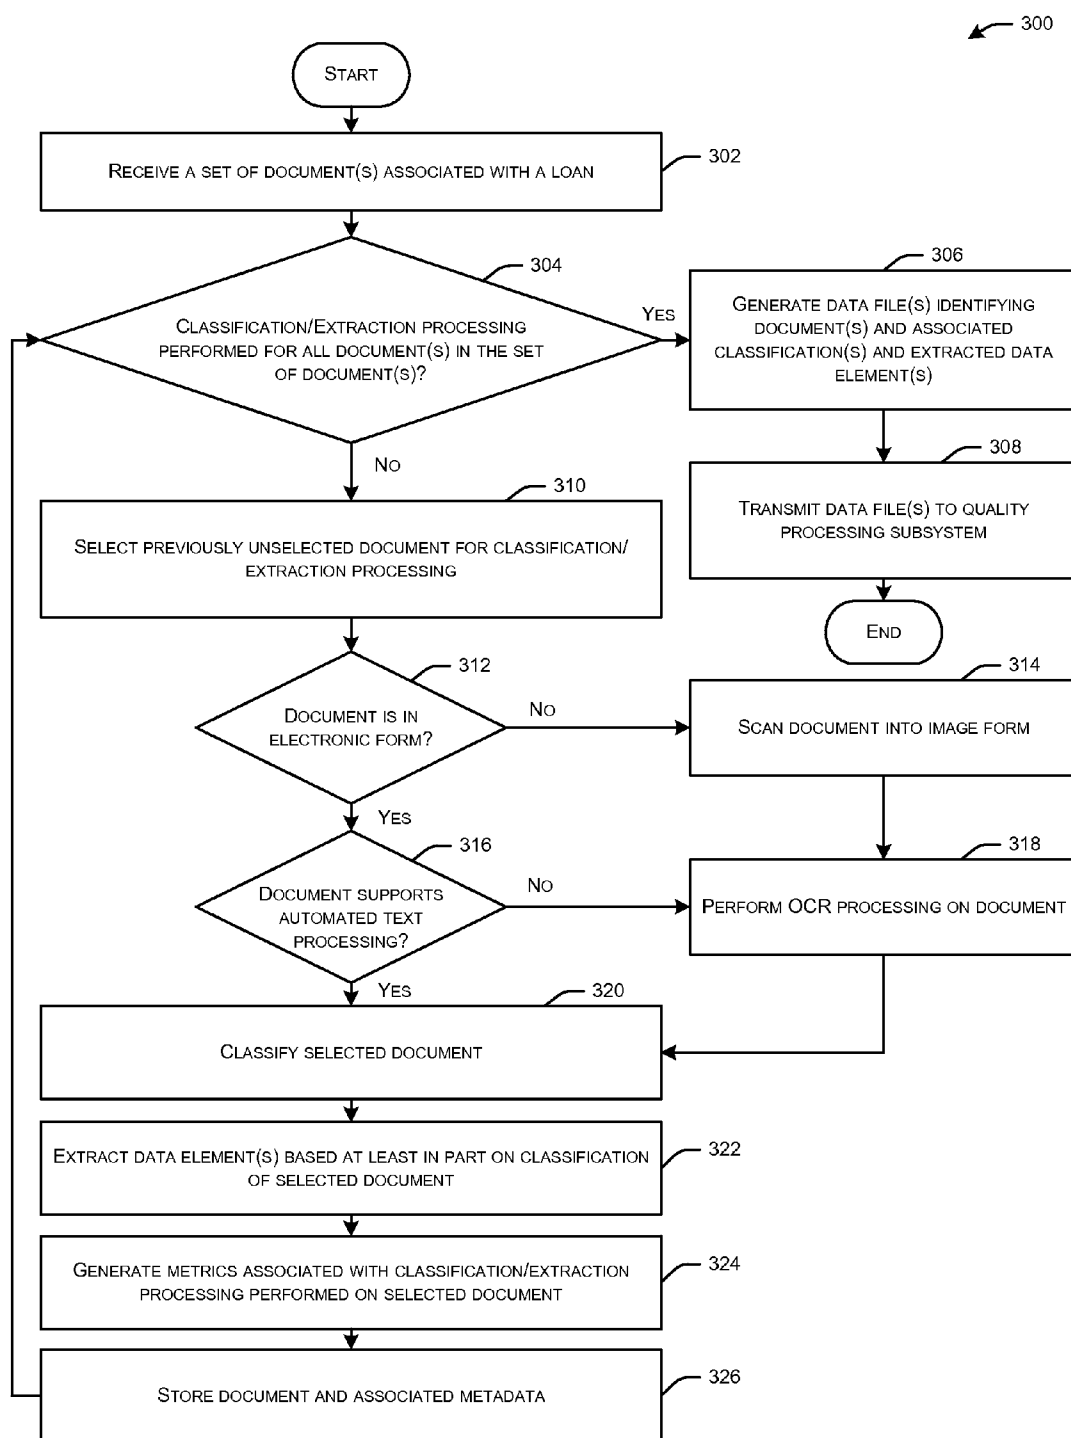 300
START
RECEIVE A SET OF DOCUMENT(S) ASSOCIATED WITH A LOAN
302
304
CLASSIFICATION/EXTRACTION PROCESSING
PERFORMED FOR ALL DOCUMENT(S) IN THE SET
OF DOCUMENT(S)?
YES
306
GENERATE DATA FILE(S) IDENTIFYING
DOCUMENT(S) AND ASSOCIATED
CLASSIFICATION(S) AND EXTRACTED DATA
ELEMENT(S)
308
TRANSMIT DATA FILE(S) TO QUALITY
PROCESSING SUBSYSTEM
END
NO
310
SELECT PREVIOUSLY UNSELECTED DOCUMENT FOR CLASSIFICATION/
EXTRACTION PROCESSING
312
DOCUMENT IS IN
ELECTRONIC FORM?
NO
314
SCAN DOCUMENT INTO IMAGE FORM
YES
316
DOCUMENT SUPPORTS
AUTOMATED TEXT
PROCESSING?
NO
318
PERFORM OCR PROCESSING ON DOCUMENT
YES
320
CLASSIFY SELECTED DOCUMENT
EXTRACT DATA ELEMENT(S) BASED AT LEAST IN PART ON CLASSIFICATION
OF SELECTED DOCUMENT
322
GENERATE METRICS ASSOCIATED WITH CLASSIFICATION/EXTRACTION
PROCESSING PERFORMED ON SELECTED DOCUMENT
324
STORE DOCUMENT AND ASSOCIATED METADATA
326